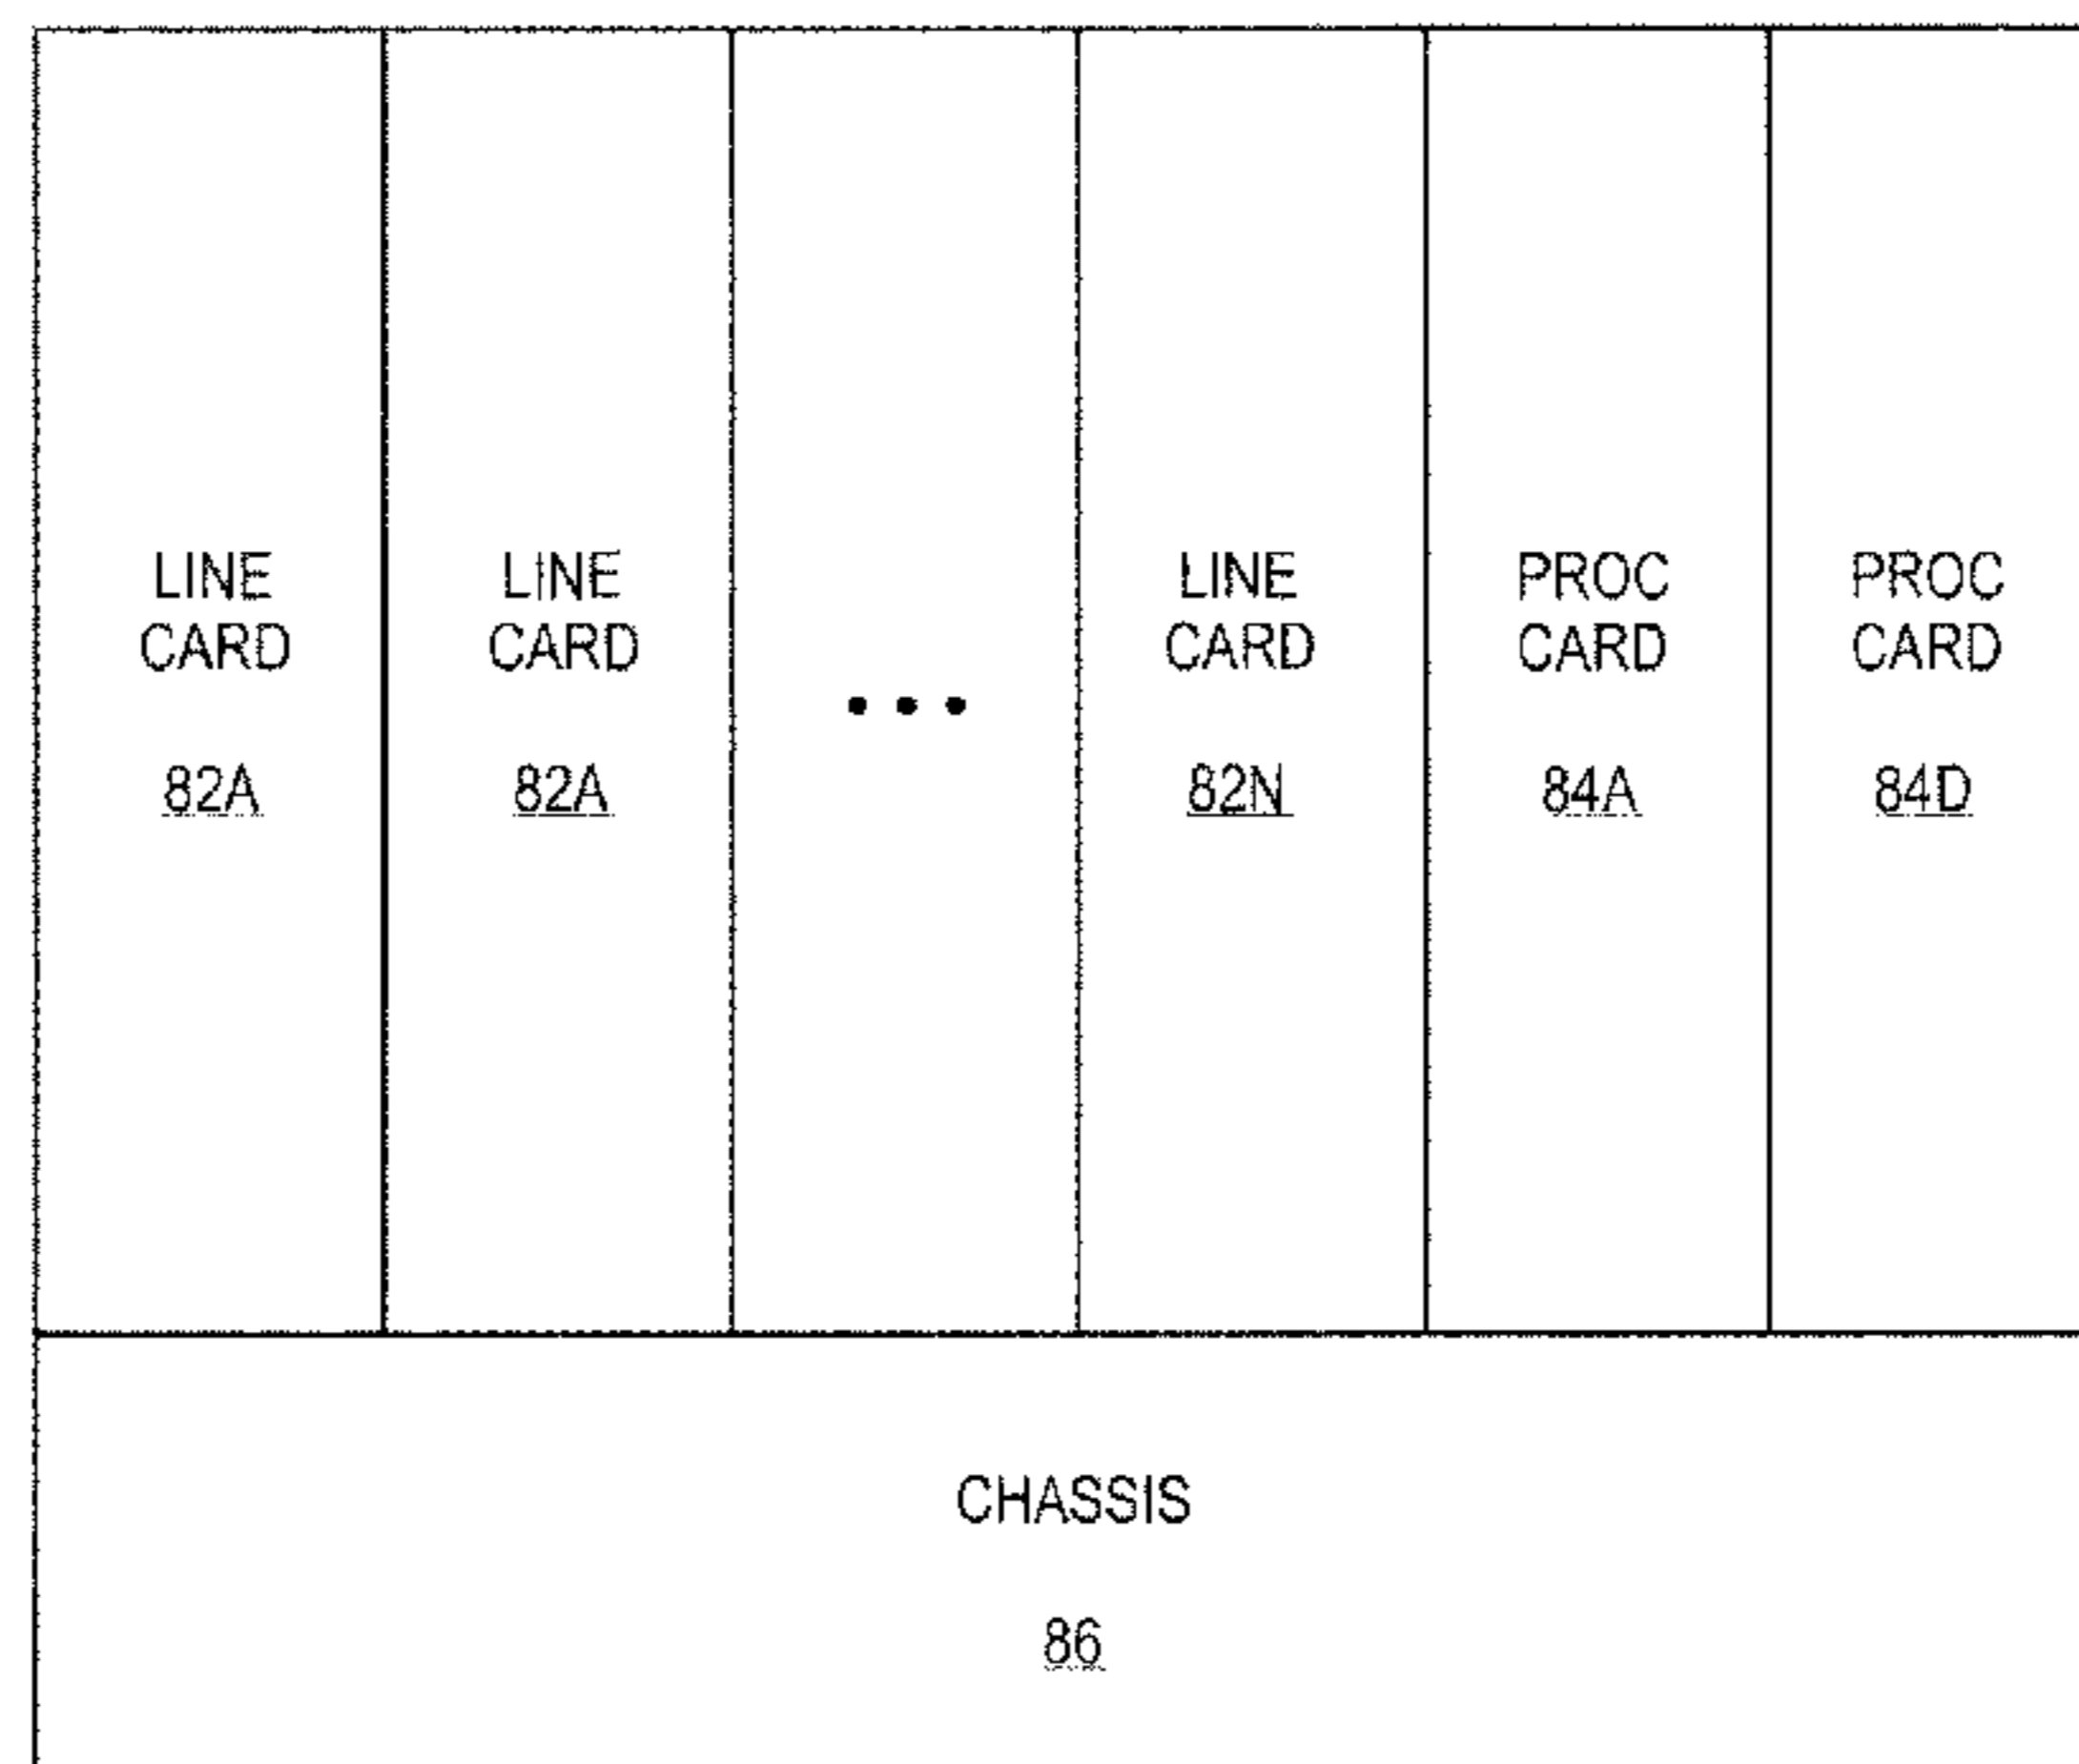 LINE
CARD
82A
LINE
CARD
82A
• • •
LINE
CARD
82N
PROC
CARD
84A
PROC
CARD
84D
CHASSIS
86